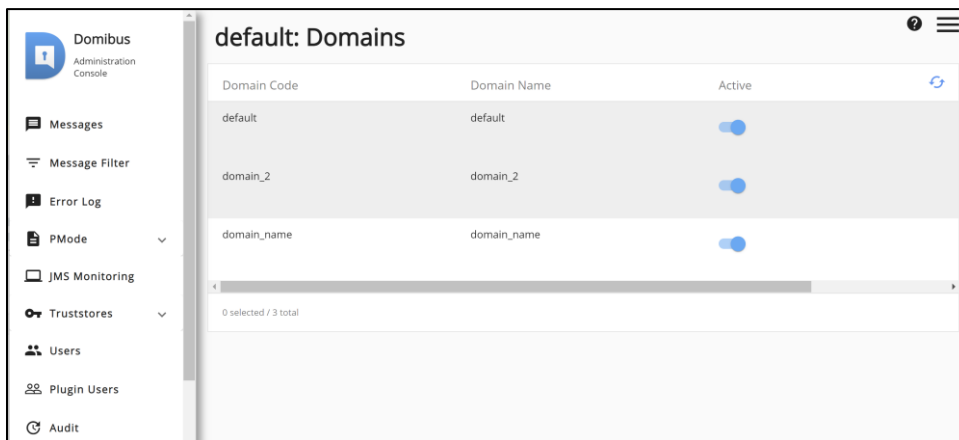 Domibus
Administration
Console
Messages
Message Filter
Error Log
PMode
JMS Monitoring
Truststores
Users
Plugin Users
Audit
default: Domains
Domain Code Domain Name Active
default default
domain_2 domain_2
domain_name domain_name
0 selected / 3 total